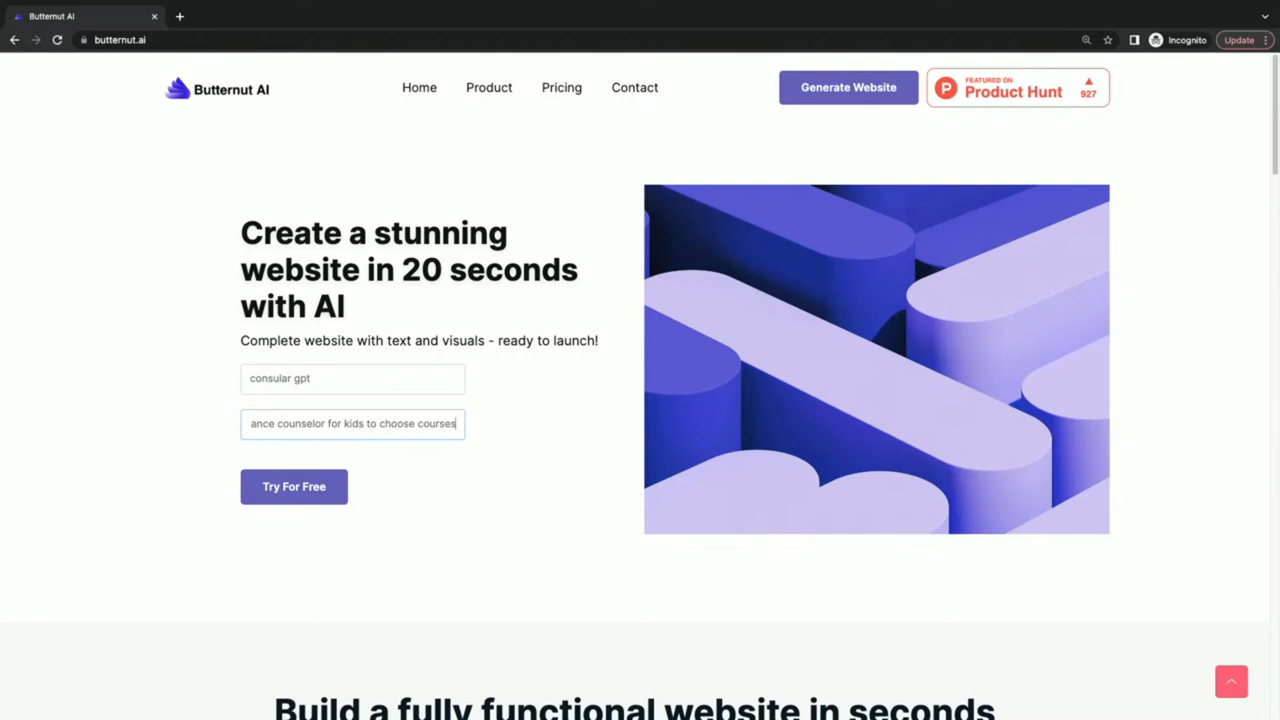 Butternut AI
butternut.ai
Incognito
Update
Butternut AI
Home
Product
Pricing
Contact
Generate Website
FEATURED ON
Product Hunt
927
Create a stunning
website in 20 seconds
with AI
Complete website with text and visuals - ready to launch!
consular gpt
ance counselor for kids to choose courses
Try For Free
Build a fully functional website in seconds